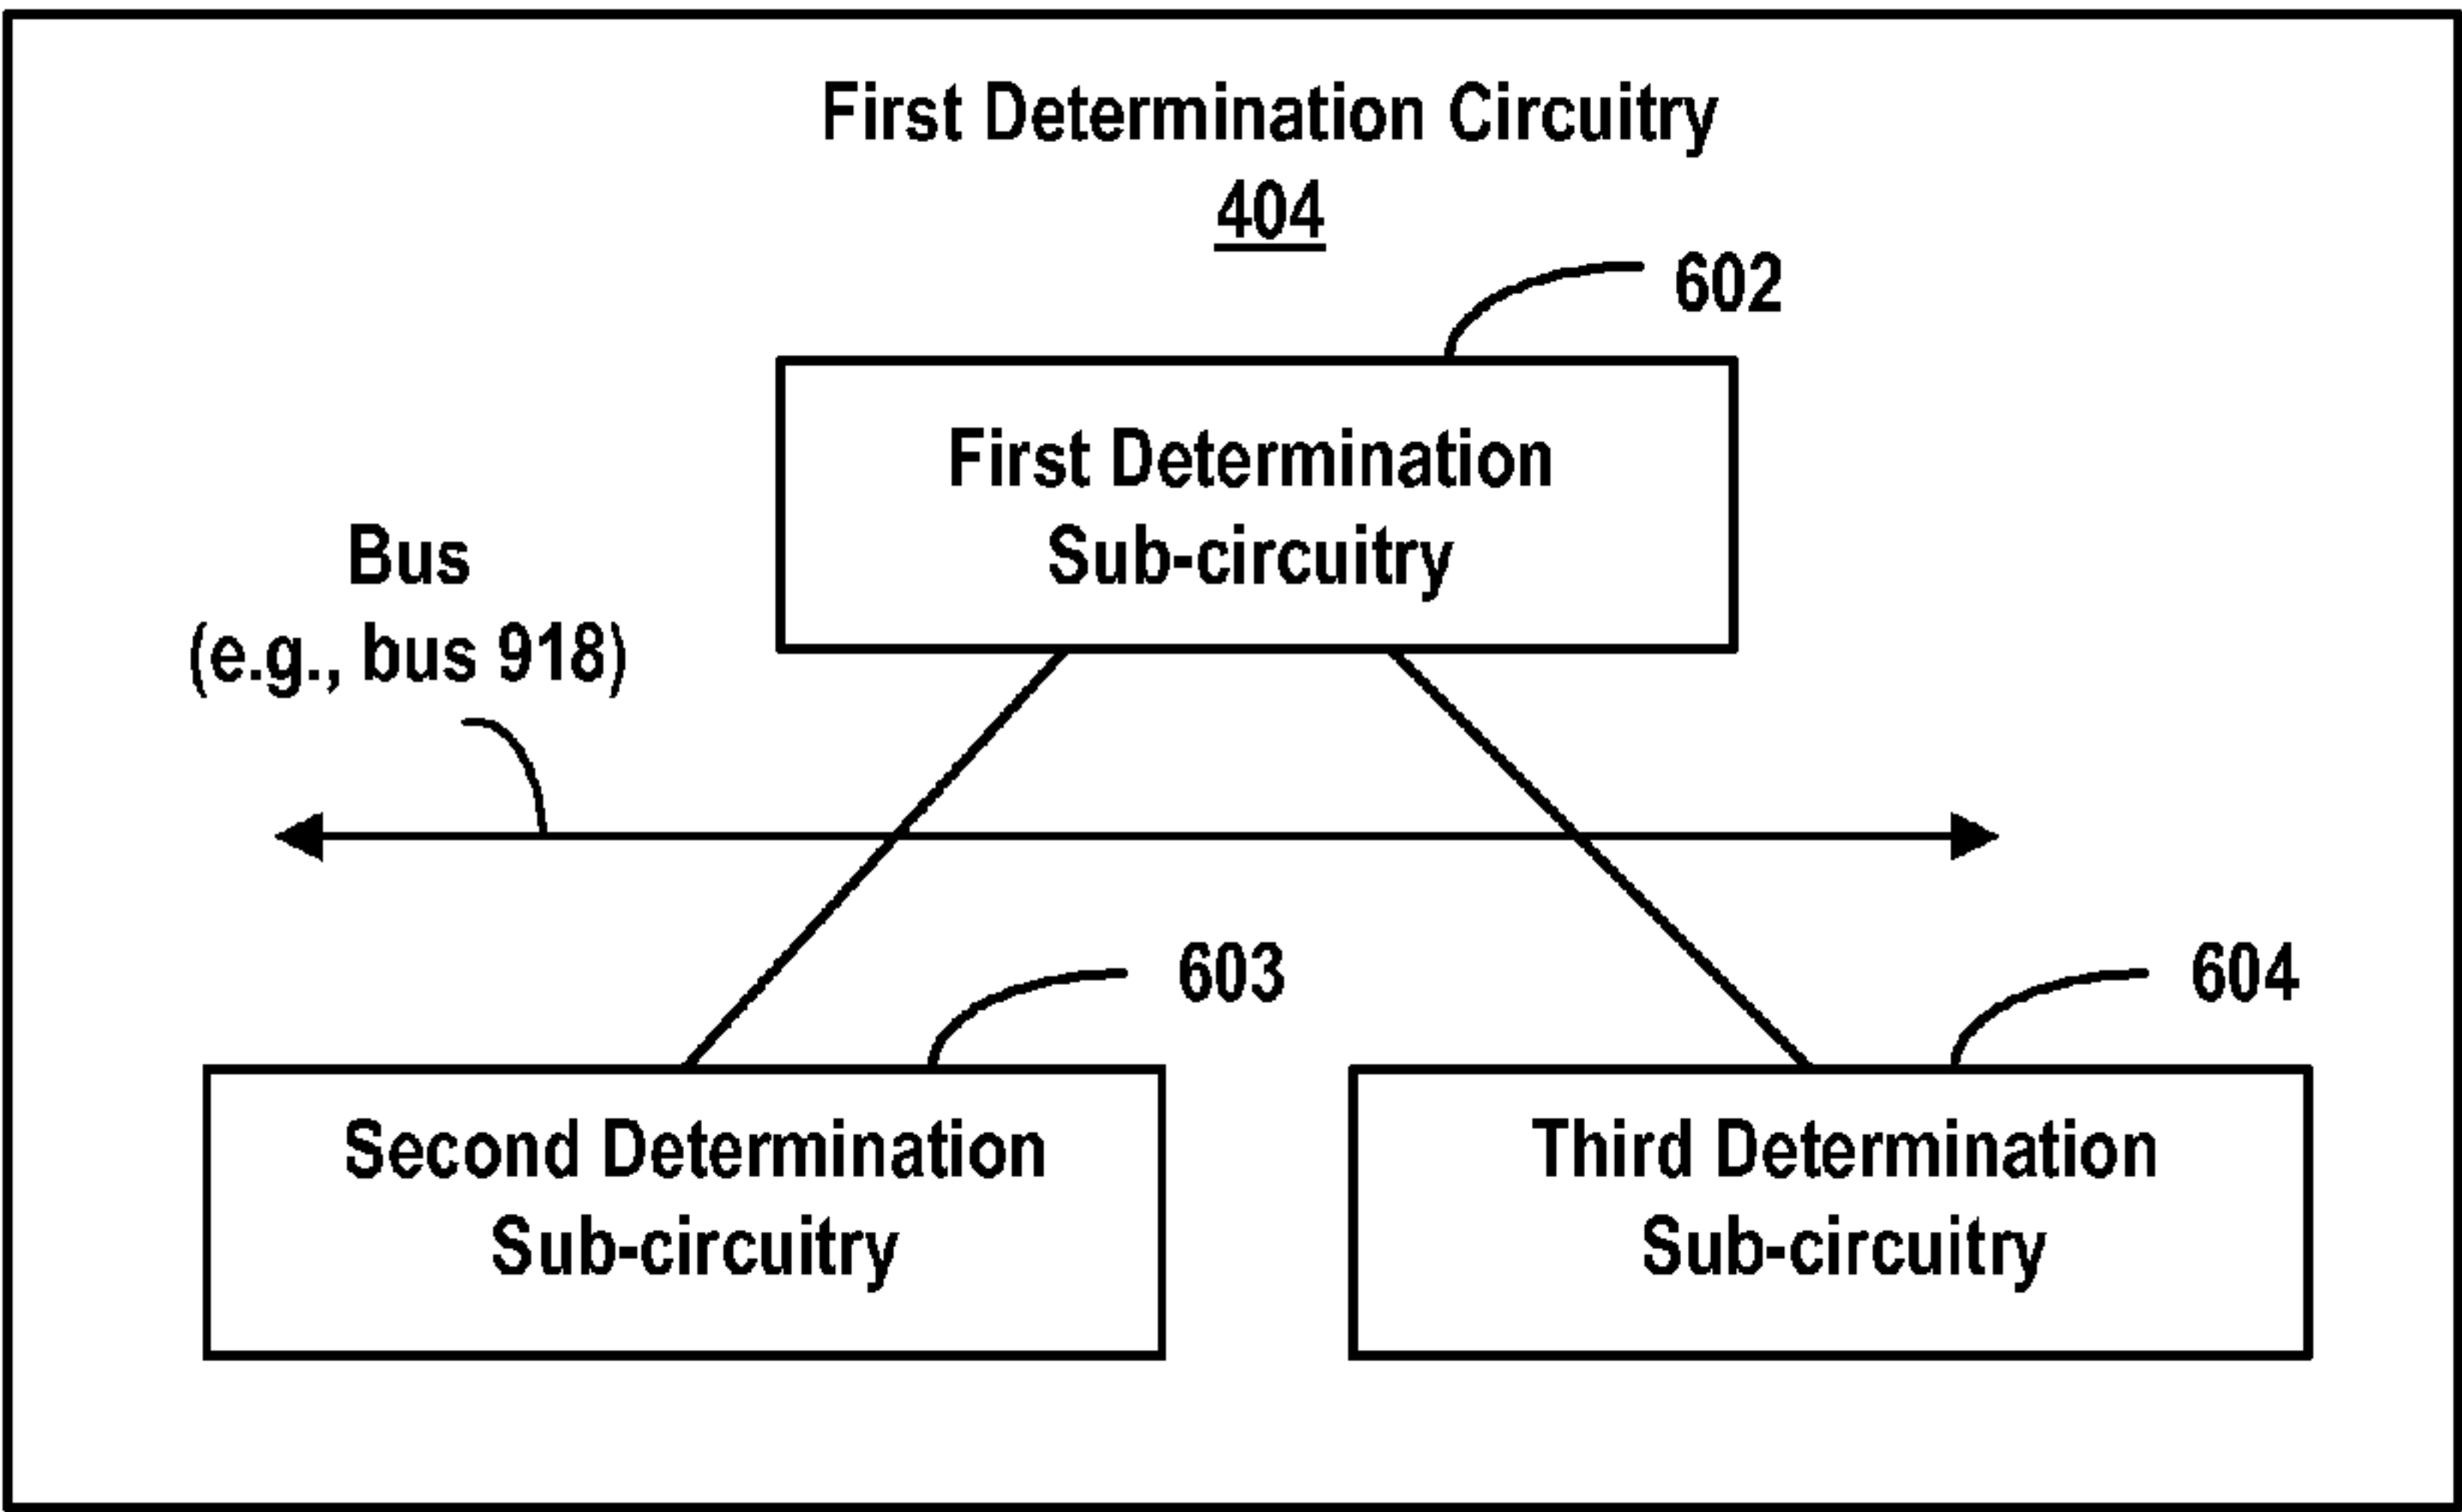 First Determination Circuitry
404
602
First Determination
Sub-circuitry
Bus
(e.g., bus 918)
603
604
Second Determination
Sub-circuitry
Third Determination
Sub-circuitry